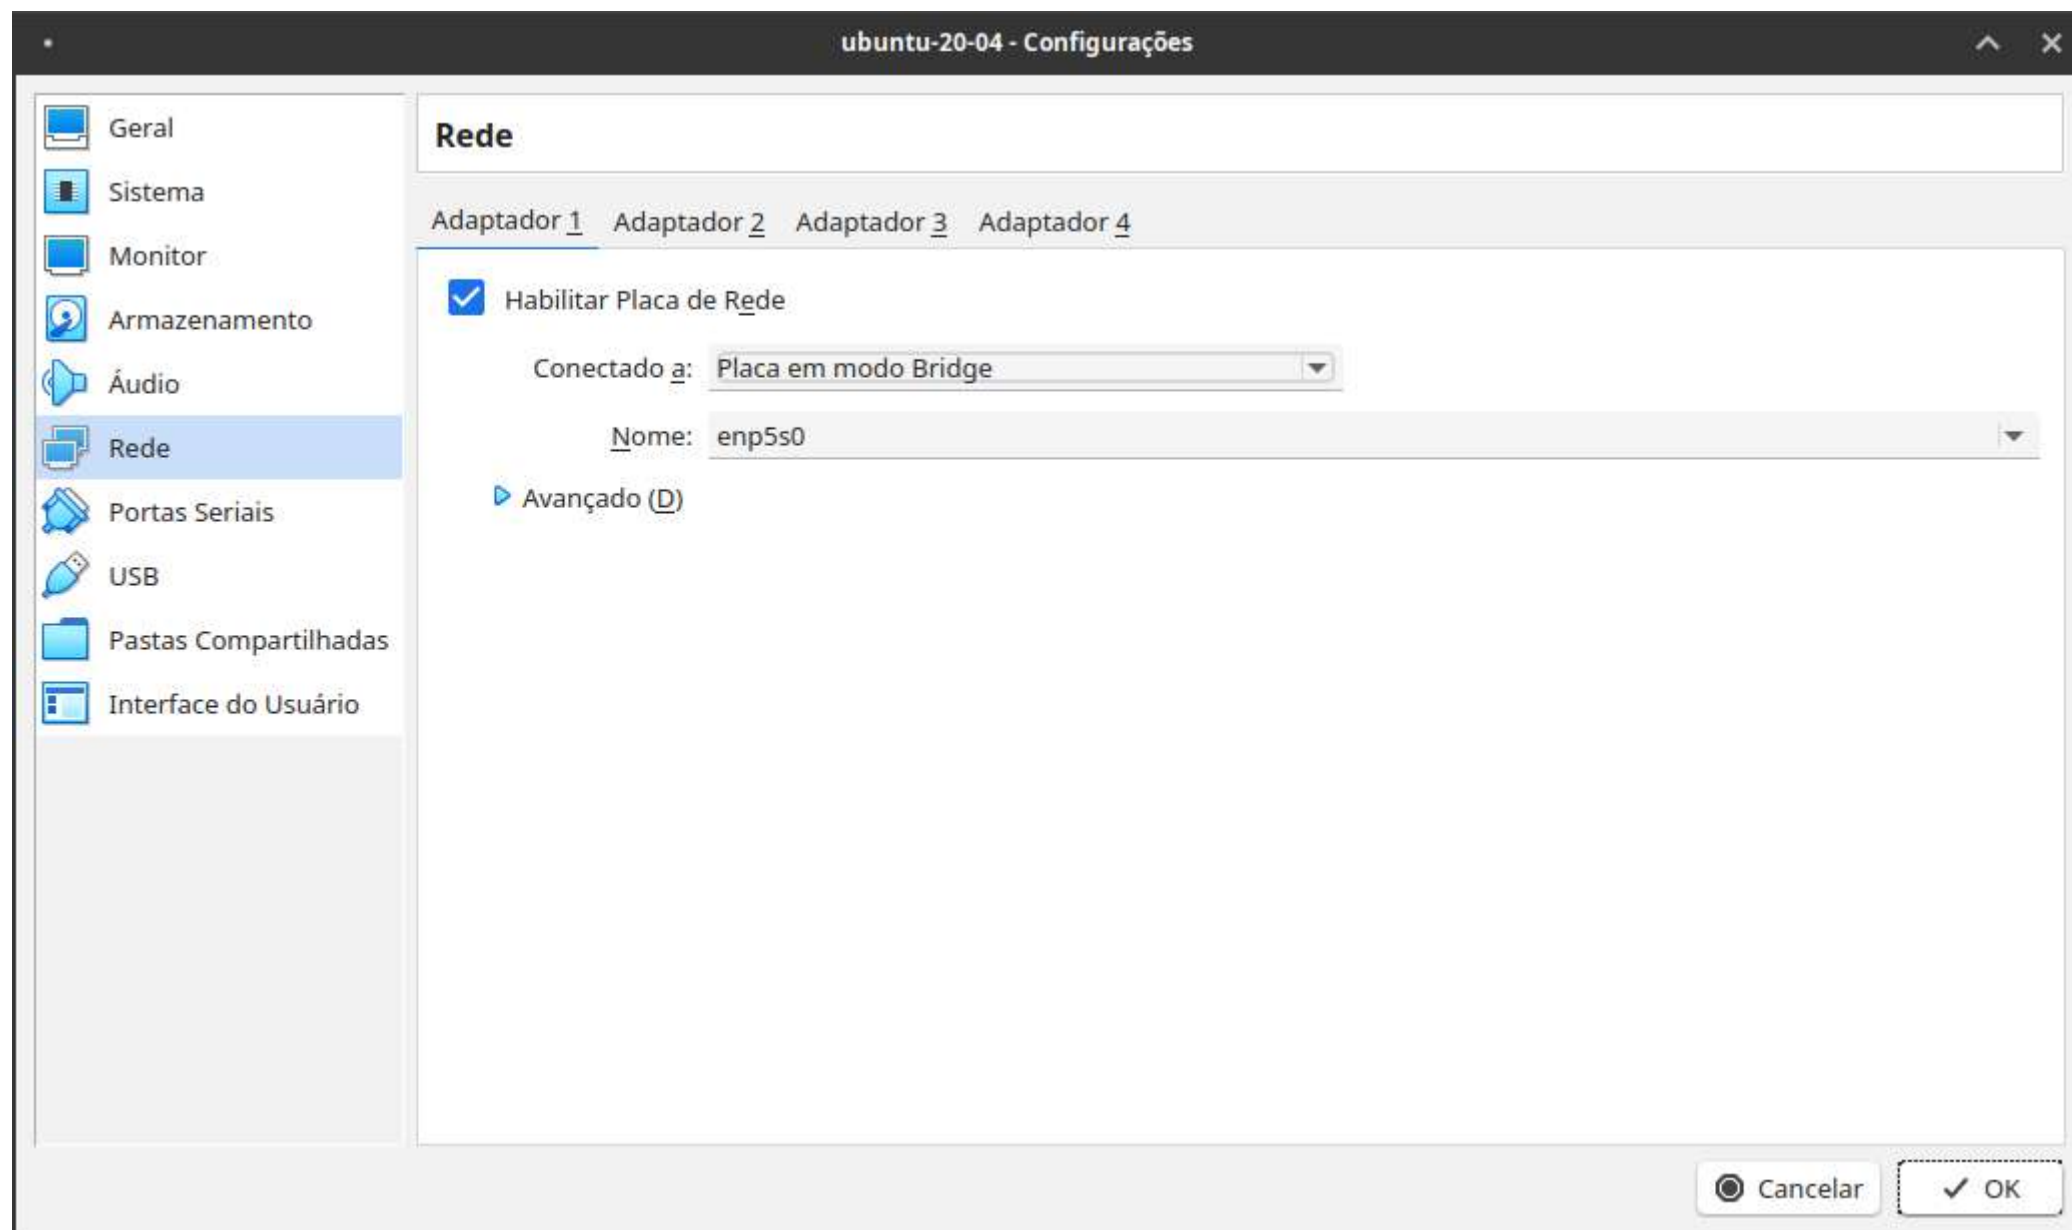 ubuntu-20-04 - Configurações
Geral
Sistema
Monitor
Armazenamento
Áudio
Rede
Portas Seriais
USB
Pastas Compartilhadas
Interface do Usuário
Rede
Adaptador 1 Adaptador 2 Adaptador 3 Adaptador 4
Habilitar Placa de Rede
Conectado a: Placa em modo Bridge
Nome: enp5s0
Avançado (D)
Cancelar OK